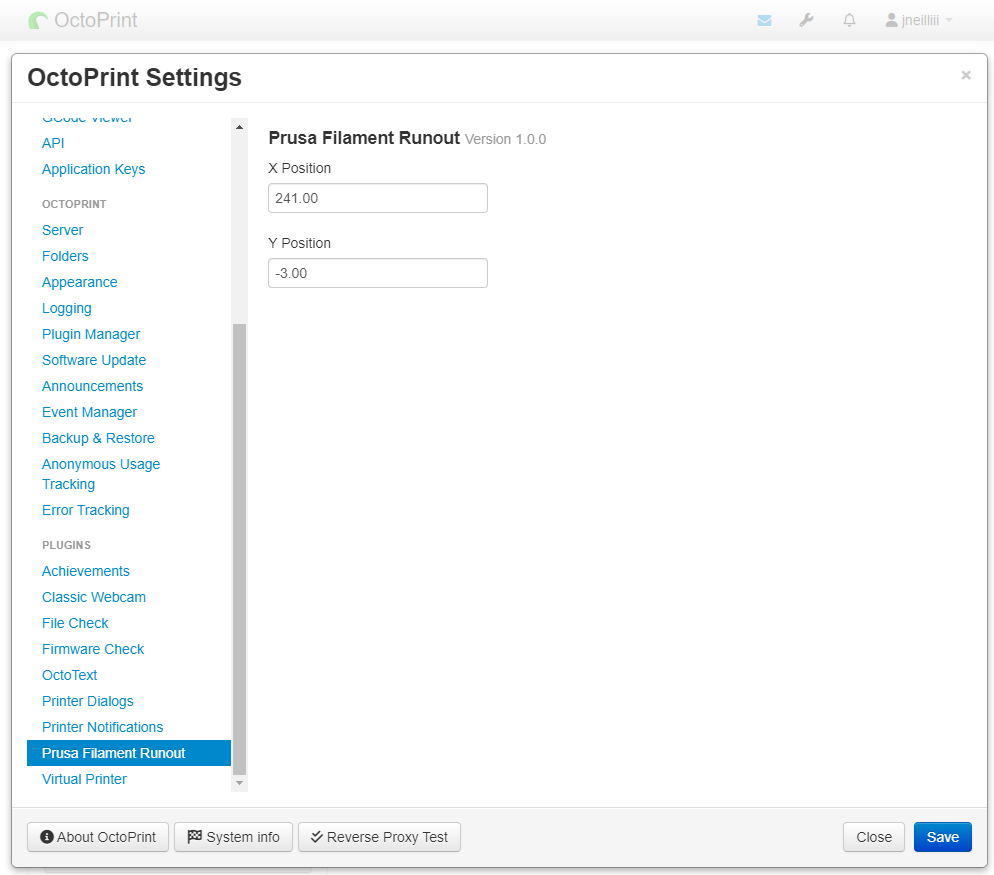 OctoPrint
jneilliii
OctoPrint Settings
×
GCode Viewer
API
Application Keys
OCTOPRINT
Server
Folders
Appearance
Logging
Plugin Manager
Software Update
Announcements
Event Manager
Backup & Restore
Anonymous Usage
Tracking
Error Tracking
PLUGINS
Achievements
Classic Webcam
File Check
Firmware Check
OctoText
Printer Dialogs
Printer Notifications
Prusa Filament Runout
Virtual Printer
Prusa Filament Runout Version 1.0.0
X Position
241.00
Y Position
-3.00
About OctoPrint
System info
Reverse Proxy Test
Close
Save